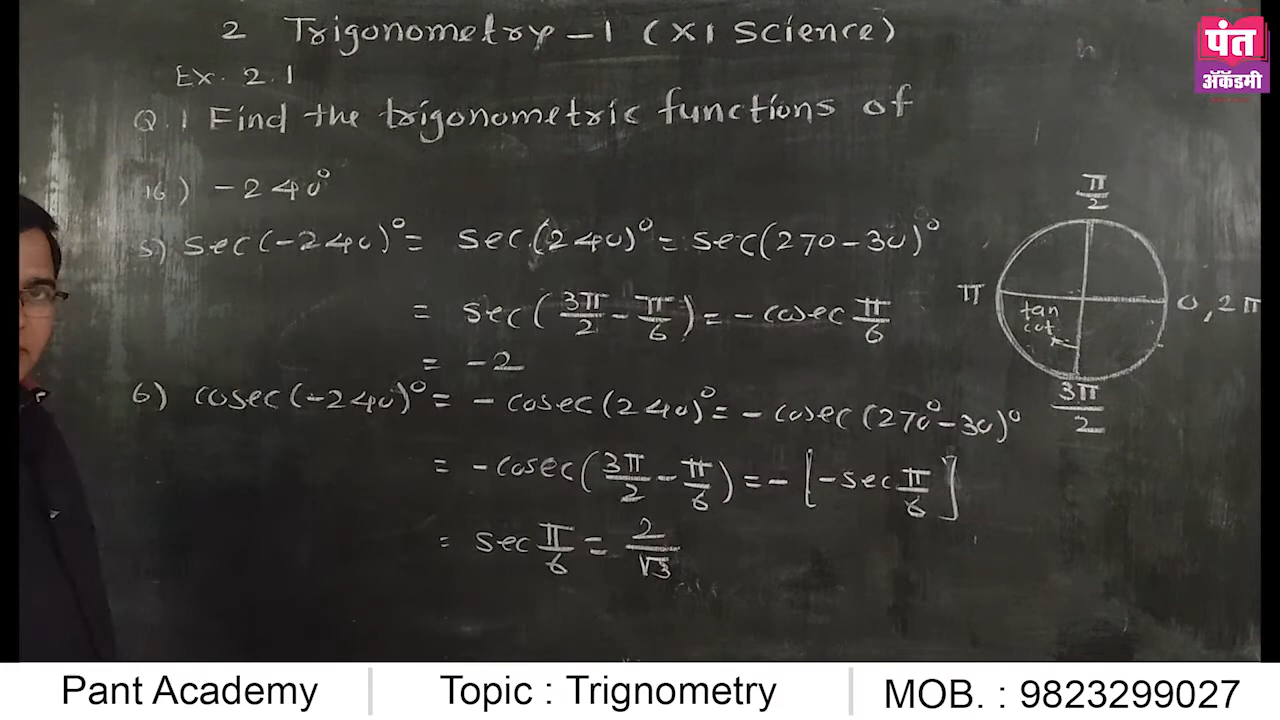 2 Trigonometry - I (XI Science)
Ex. 2.1
Q.1 Find the trigonometric functions of
16) -240°
5) sec(-240)° = sec(240)° = sec(270-30)°
= sec(3π/2 - π/6) = -cosec π/6
= -2
6) cosec(-240)° = -cosec(240)° = -cosec(270°-30)°
= -cosec(3π/2 - π/6) = -[-sec π/6]
= sec π/6 = 2/√3
π/2
π
0, 2π
tan
cot
3π/2
पंत
ॲकॅडमी
Pant Academy
Topic : Trignometry
MOB. : 9823299027